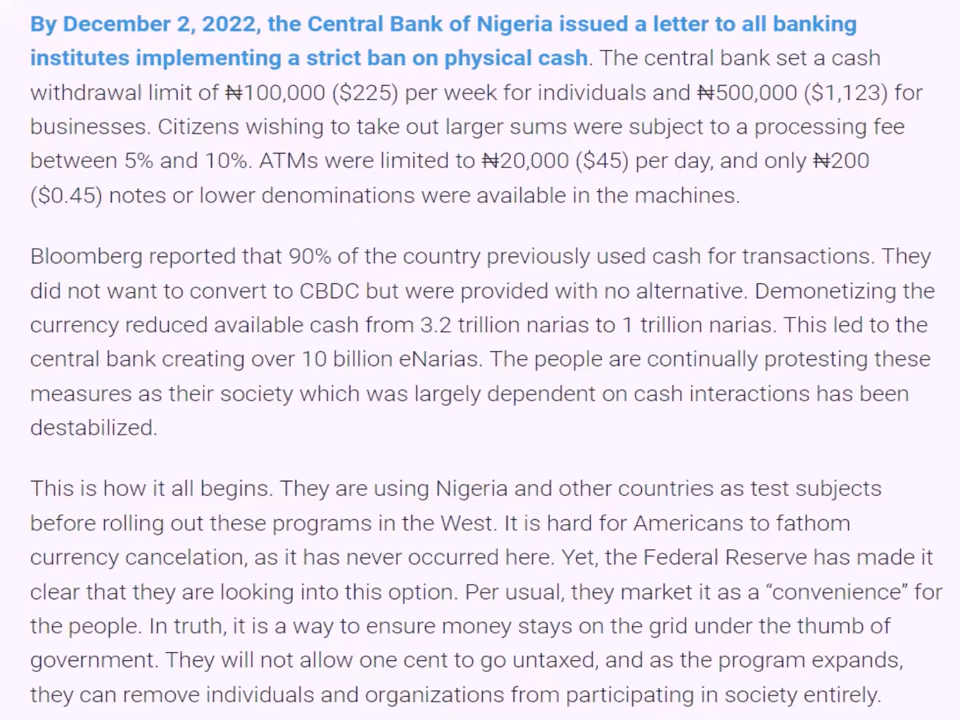 By December 2, 2022, the Central Bank of Nigeria issued a letter to all banking
institutes implementing a strict ban on physical cash. The central bank set a cash
withdrawal limit of ₦100,000 ($225) per week for individuals and ₦500,000 ($1,123) for
businesses. Citizens wishing to take out larger sums were subject to a processing fee
between 5% and 10%. ATMs were limited to ₦20,000 ($45) per day, and only ₦200
($0.45) notes or lower denominations were available in the machines.
Bloomberg reported that 90% of the country previously used cash for transactions. They
did not want to convert to CBDC but were provided with no alternative. Demonetizing the
currency reduced available cash from 3.2 trillion narias to 1 trillion narias. This led to the
central bank creating over 10 billion eNarias. The people are continually protesting these
measures as their society which was largely dependent on cash interactions has been
destabilized.
This is how it all begins. They are using Nigeria and other countries as test subjects
before rolling out these programs in the West. It is hard for Americans to fathom
currency cancelation, as it has never occurred here. Yet, the Federal Reserve has made it
clear that they are looking into this option. Per usual, they market it as a “convenience” for
the people. In truth, it is a way to ensure money stays on the grid under the thumb of
government. They will not allow one cent to go untaxed, and as the program expands,
they can remove individuals and organizations from participating in society entirely.